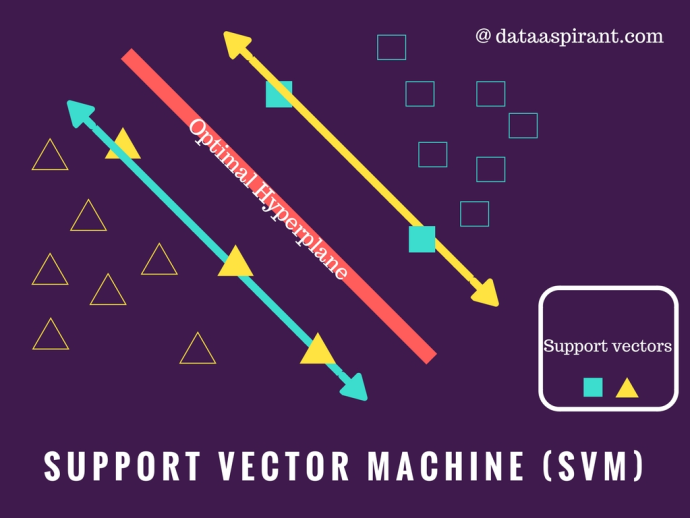 @ dataaspirant.com
Optimal Hyperplane
Support vectors
SUPPORT VECTOR MACHINE (SVM)